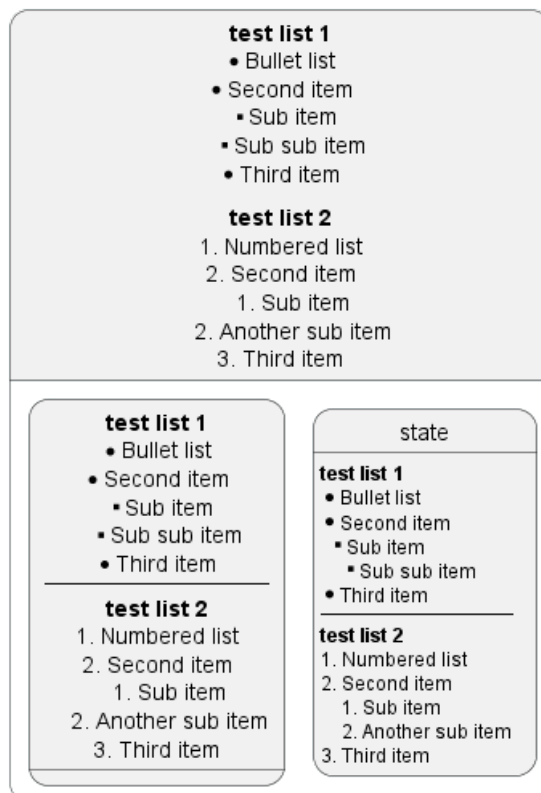 test list 1
• Bullet list
• Second item
▪ Sub item
▪ Sub sub item
• Third item
test list 2
1. Numbered list
2. Second item
1. Sub item
2. Another sub item
3. Third item
test list 1
• Bullet list
• Second item
▪ Sub item
▪ Sub sub item
• Third item
test list 2
1. Numbered list
2. Second item
1. Sub item
2. Another sub item
3. Third item
state
test list 1
• Bullet list
• Second item
▪ Sub item
▪ Sub sub item
• Third item
test list 2
1. Numbered list
2. Second item
1. Sub item
2. Another sub item
3. Third item